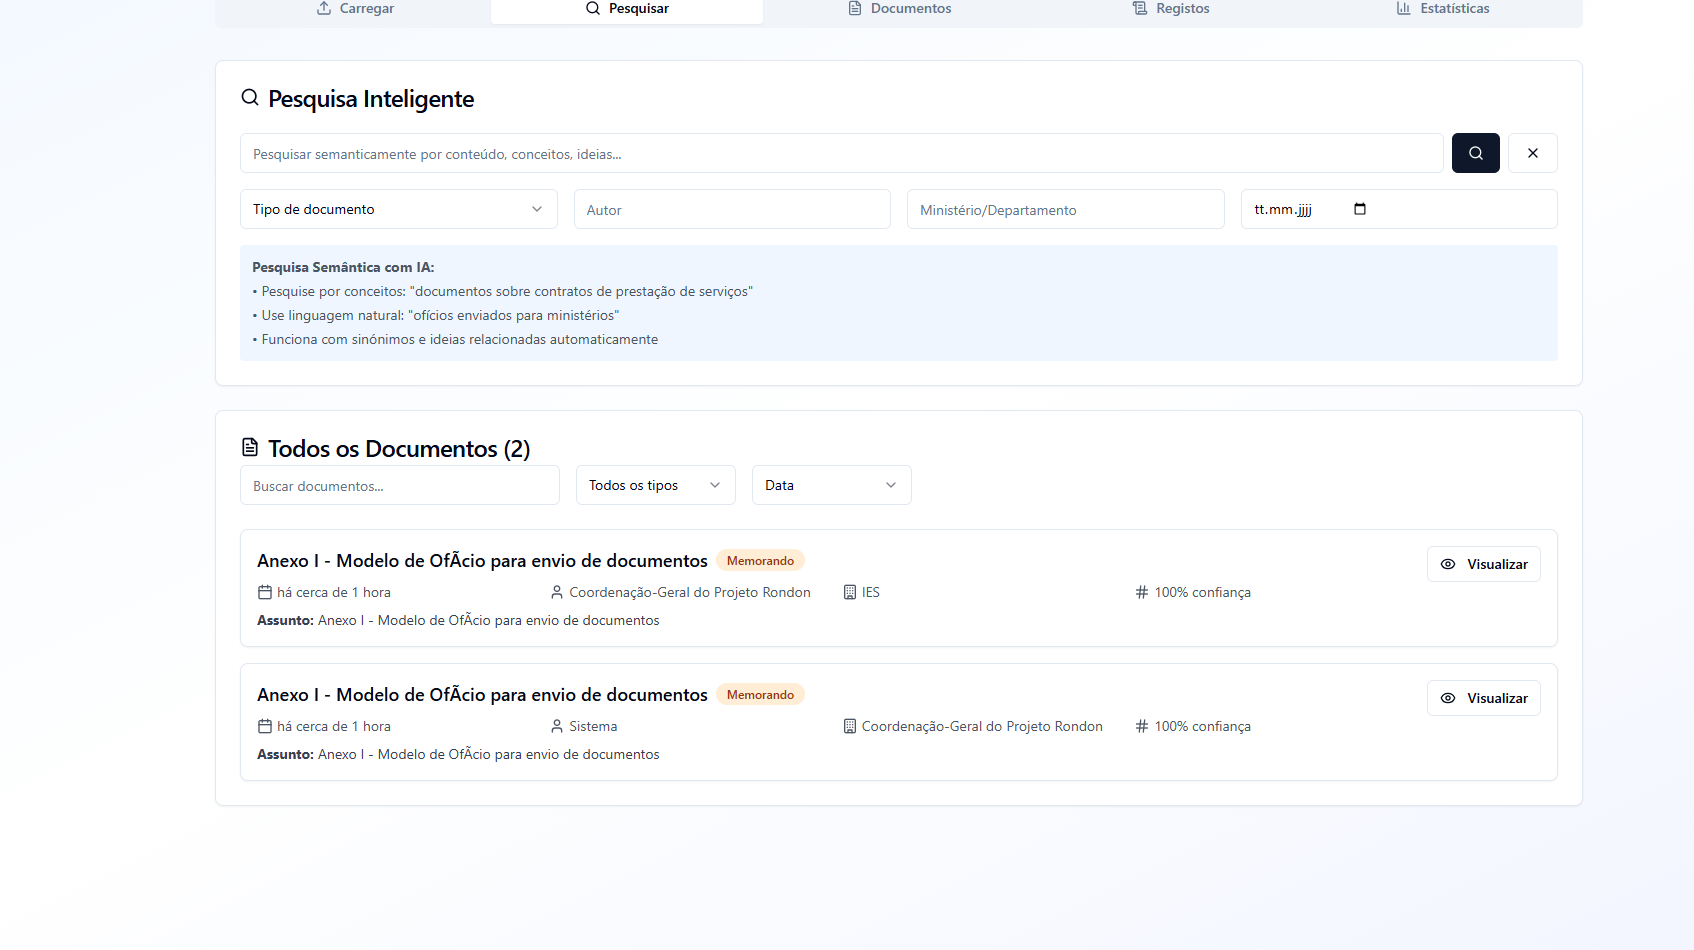 Carregar
Pesquisar
Documentos
Registos
Estatísticas
Pesquisa Inteligente
Pesquisar semanticamente por conteúdo, conceitos, ideias...
Tipo de documento
Autor
Ministério/Departamento
tt.mm.jjjj
Pesquisa Semântica com IA:
• Pesquise por conceitos: "documentos sobre contratos de prestação de serviços"
• Use linguagem natural: "ofícios enviados para ministérios"
• Funciona com sinónimos e ideias relacionadas automaticamente
Todos os Documentos (2)
Buscar documentos...
Todos os tipos
Data
Anexo I - Modelo de OfÃcio para envio de documentos
Memorando
Visualizar
há cerca de 1 hora
Coordenação-Geral do Projeto Rondon
IES
# 100% confiança
Assunto: Anexo I - Modelo de OfÃcio para envio de documentos
Anexo I - Modelo de OfÃcio para envio de documentos
Memorando
Visualizar
há cerca de 1 hora
Sistema
Coordenação-Geral do Projeto Rondon
# 100% confiança
Assunto: Anexo I - Modelo de OfÃcio para envio de documentos